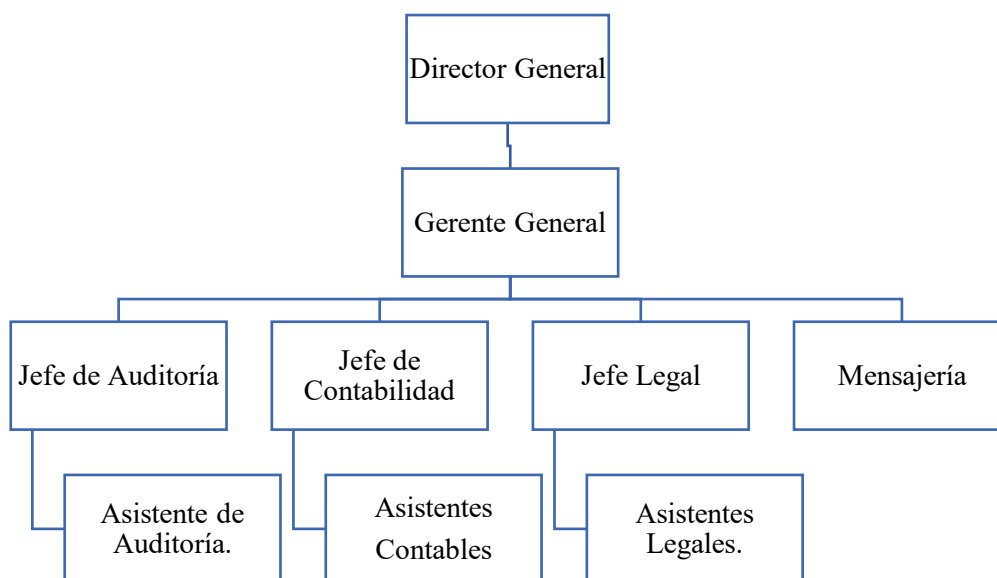 Director General
Gerente General
Jefe de Auditoría
Jefe de
Contabilidad
Jefe Legal
Mensajería
Asistente de
Auditoría.
Asistentes
Contables
Asistentes
Legales.